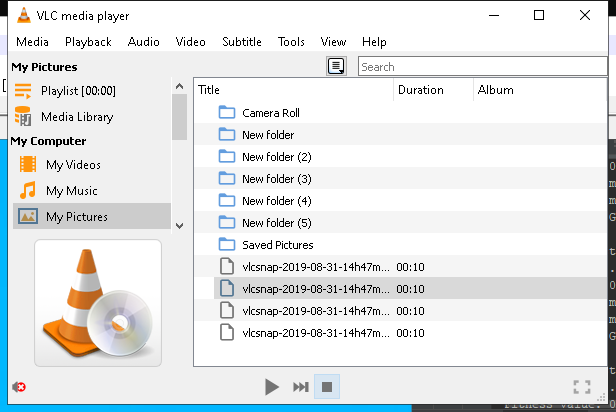 VLC media player
Media Playback Audio Video Subtitle Tools View Help
My Pictures
Search
Playlist [00:00]
Media Library
My Computer
My Videos
My Music
My Pictures
Title Duration Album
Camera Roll
New folder
New folder (2)
New folder (3)
New folder (4)
New folder (5)
Saved Pictures
vlcsnap-2019-08-31-14h47m... 00:10
vlcsnap-2019-08-31-14h47m... 00:10
vlcsnap-2019-08-31-14h47m... 00:10
vlcsnap-2019-08-31-14h47m... 00:10